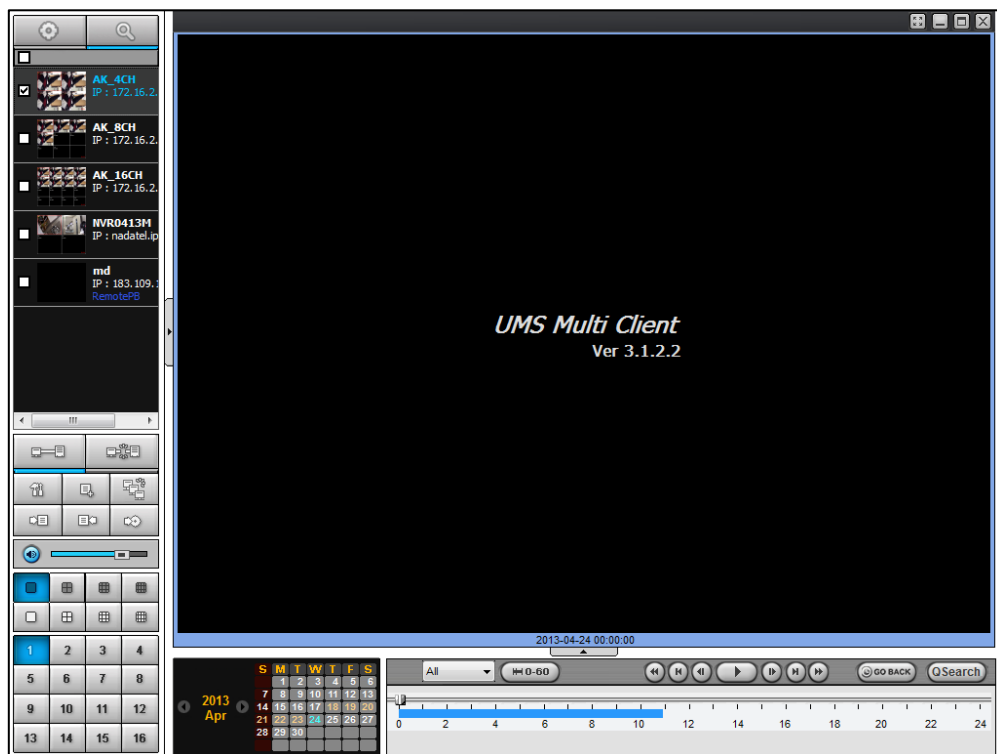 AK_4CH
IP : 172.16.2.
AK_8CH
IP : 172.16.2.
AK_16CH
IP : 172.16.2.
NVR0413M
IP : nadatel.ip
md
IP : 183.109.1
RemotePB
UMS Multi Client
Ver 3.1.2.2
2013-04-24 00:00:00
1 2 3 4
5 6 7 8
9 10 11 12
13 14 15 16
2013
Apr
S M T W T F S
1 2 3 4 5 6
7 8 9 10 11 12 13
14 15 16 17 18 19 20
21 22 23 24 25 26 27
28 29 30
All
0-60
GO BACK
QSearch
0 2 4 6 8 10 12 14 16 18 20 22 24